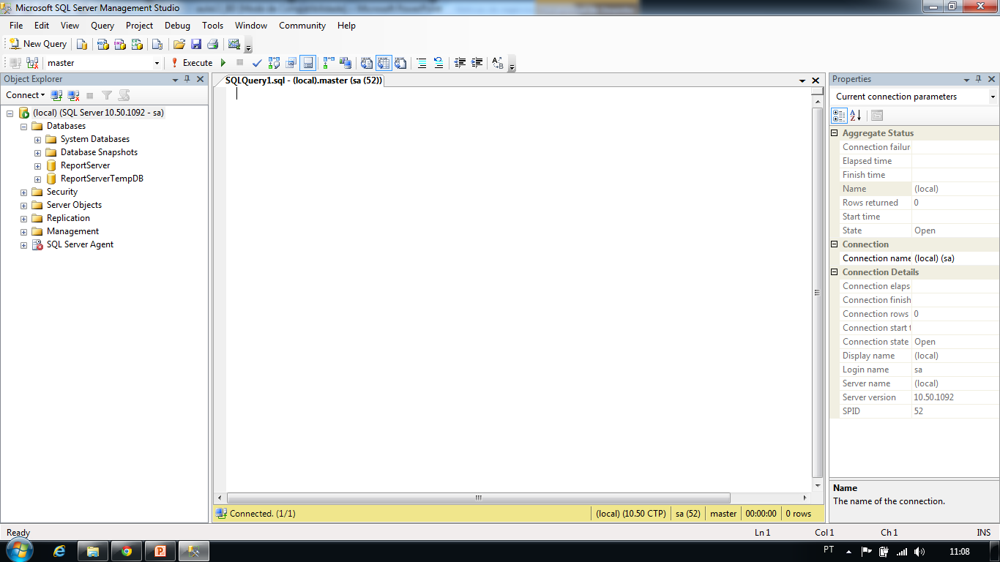 Microsoft SQL Server Management Studio
File Edit View Query Project Debug Tools Window Community Help
New Query
master Execute
Object Explorer
Connect
(local) (SQL Server 10.50.1092 - sa)
Databases
System Databases
Database Snapshots
ReportServer
ReportServerTempDB
Security
Server Objects
Replication
Management
SQL Server Agent
SQLQuery1.sql - (local).master (sa (52))
Connected. (1/1) (local) (10.50 CTP) sa (52) master 00:00:00 0 rows
Properties
Current connection parameters
Aggregate Status
Connection failur
Elapsed time
Finish time
Name (local)
Rows returned 0
Start time
State Open
Connection
Connection name (local) (sa)
Connection Details
Connection elaps
Connection finish
Connection rows 0
Connection start t
Connection state Open
Display name (local)
Login name sa
Server name (local)
Server version 10.50.1092
SPID 52
Name
The name of the connection.
Ready Ln 1 Col 1 Ch 1 INS
PT 11:08